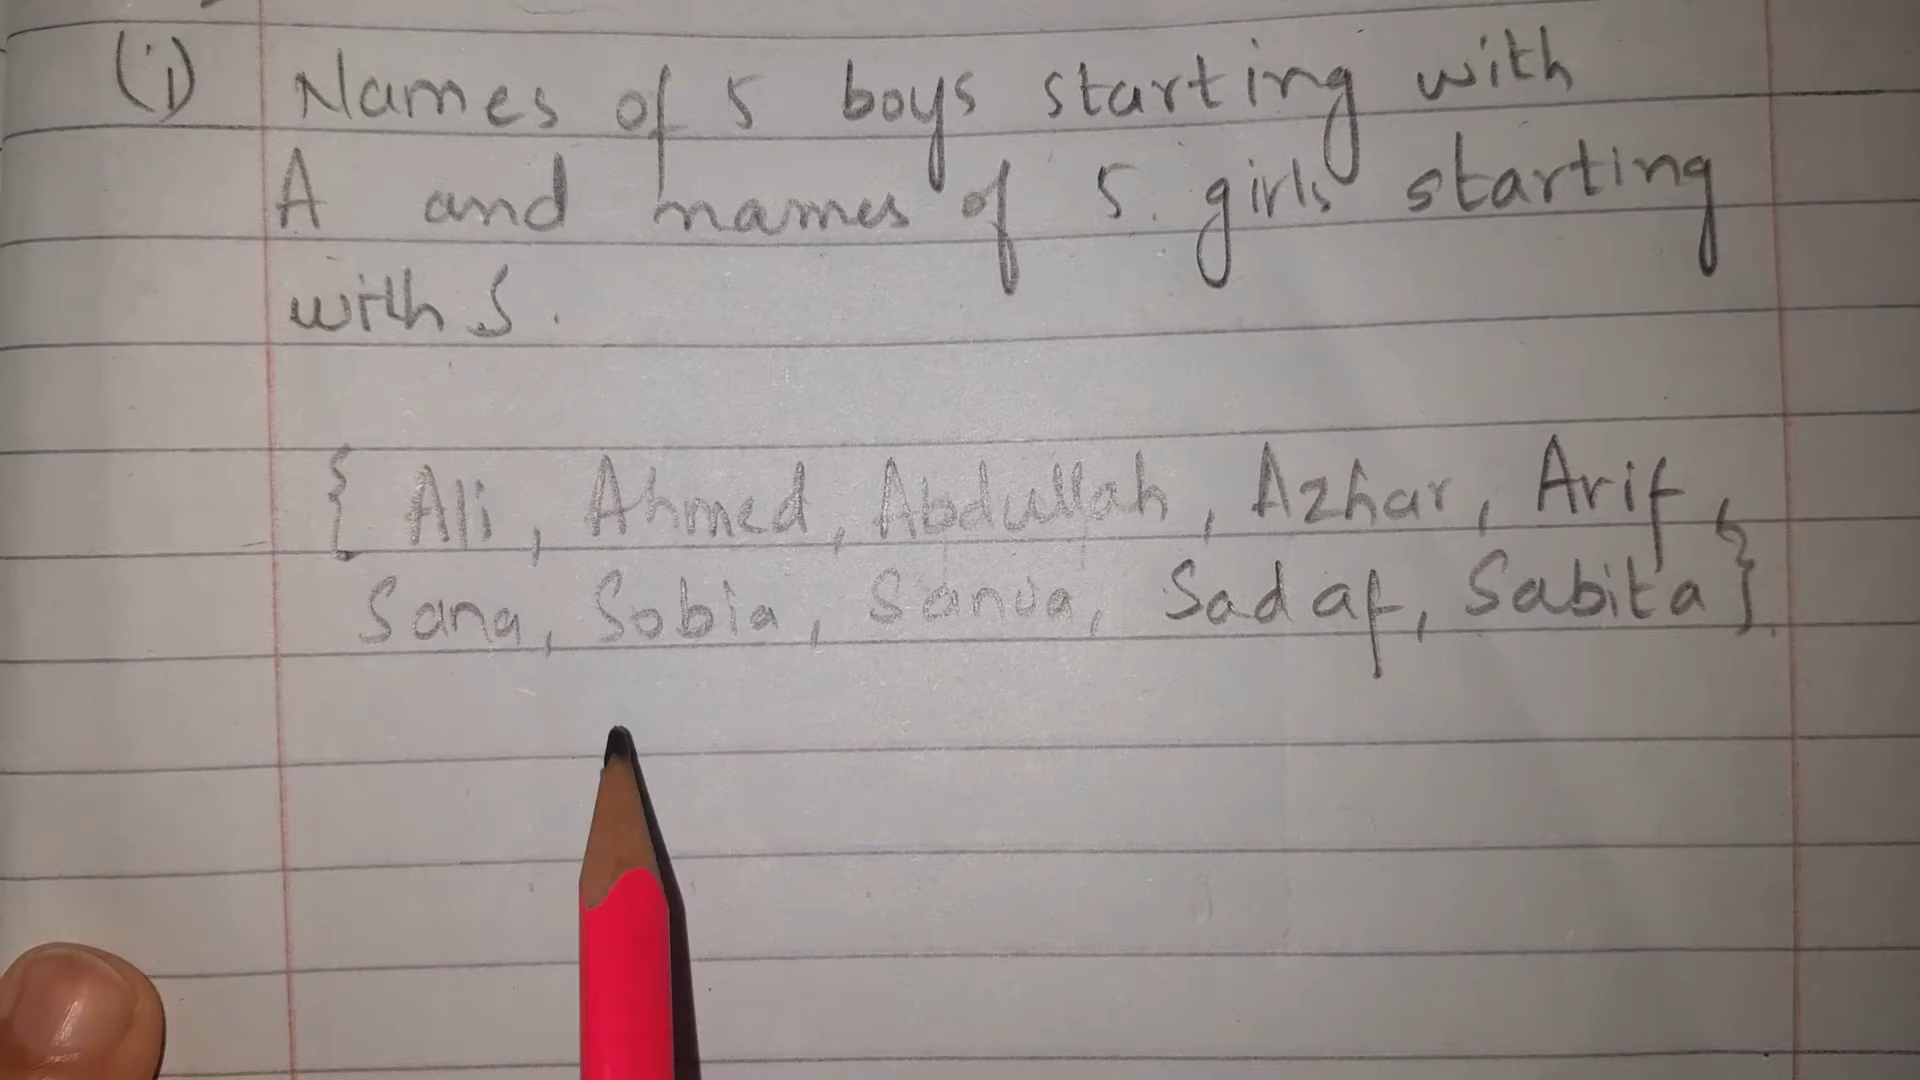 (i) Names of 5 boys starting with
A and names of 5. girls starting
with S.
{ Ali, Ahmed, Abdullah, Azhar, Arif,
Sana, Sobia, Sania, Sadaf, Sabita }.